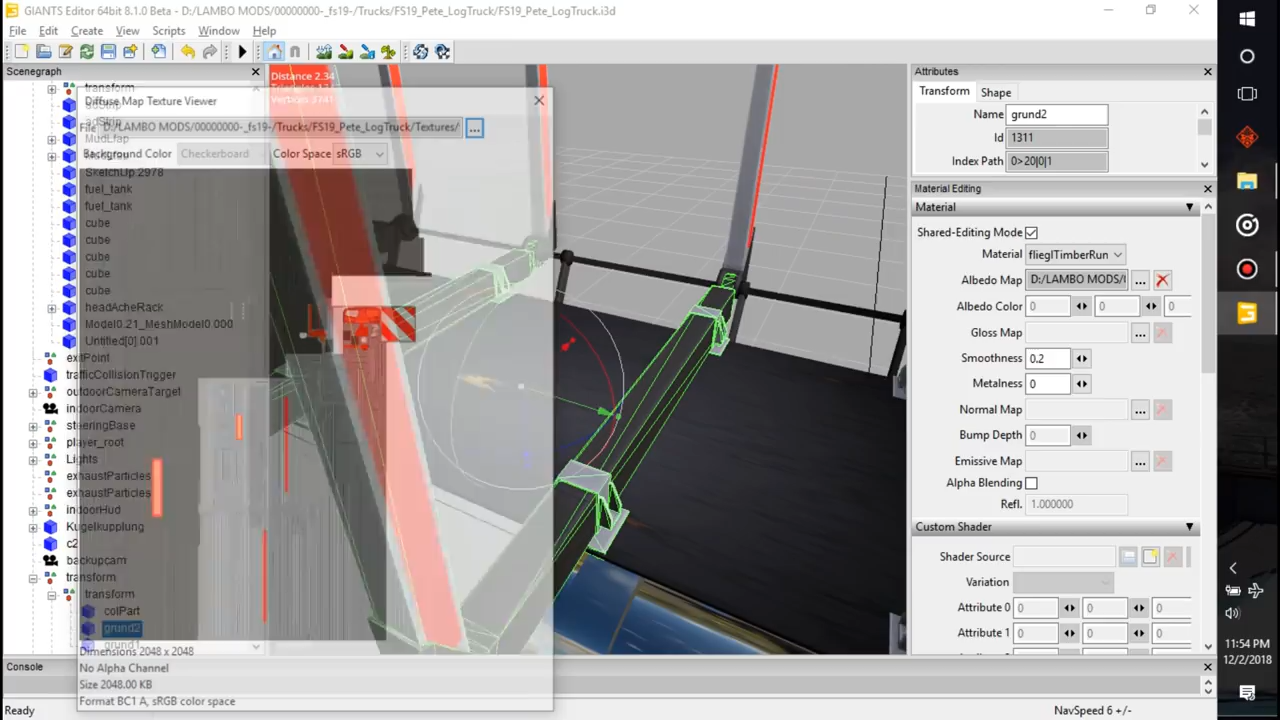 GIANTS Editor 64bit 8.1.0 Beta - D:/LAMBO MODS/00000000-_fs19-/Trucks/FS19_Pete_LogTruck/FS19_Pete_LogTruck.i3d
File Edit Create View Scripts Window Help
Scenegraph
transform
MudFlap
SketchUp 2978
fuel_tank
fuel_tank
cube
cube
cube
cube
cube
headAcheRack
Model0.21_MeshModel0.000
Untitled[0].001
exitPoint
trafficCollisionTrigger
outdoorCameraTarget
indoorCamera
steeringBase
player_root
Lights
exhaustParticles
exhaustParticles
indoorHud
Kugelkupplung
c2
backupcam
transform
transform
colPart
grund2
grund1
Distance 2.34
Vertices 3741
Diffuse Map Texture Viewer
File D:/LAMBO MODS/00000000-_fs19-/Trucks/FS19_Pete_LogTruck/Textures/ ...
Background Color Checkerboard Color Space sRGB
Dimensions 2048 x 2048
No Alpha Channel
Size 2048.00 KB
Format BC1 A, sRGB color space
Attributes
Transform Shape
Name grund2
Id 1311
Index Path 0>20|0|1
Material Editing
Material
Shared-Editing Mode
Material flieglTimberRun
Albedo Map D:/LAMBO MODS/ ...
Albedo Color 0 0 0
Gloss Map ...
Smoothness 0.2
Metalness 0
Normal Map ...
Bump Depth 0
Emissive Map ...
Alpha Blending
Refl. 1.000000
Custom Shader
Shader Source
Variation
Attribute 0 0 0 0
Attribute 1 0 0 0
Console
Ready
NavSpeed 6 +/-
11:54 PM
12/2/2018